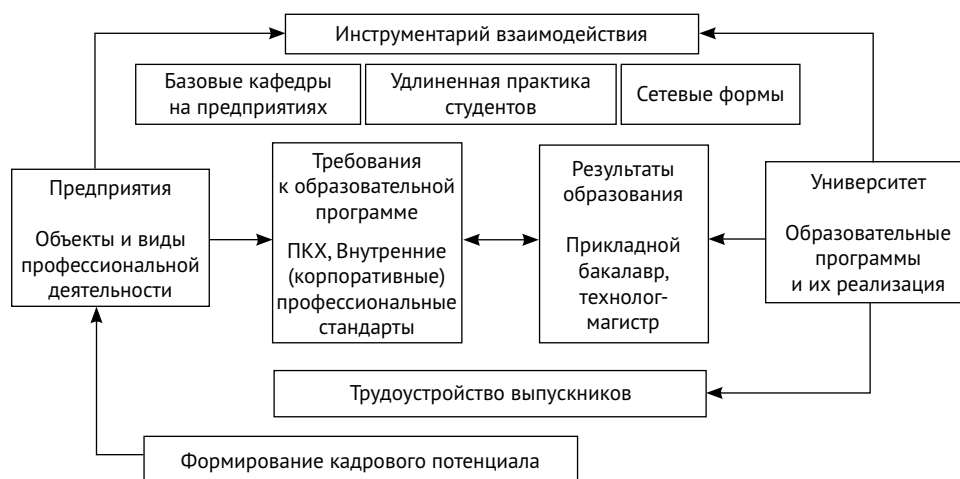 Инструментарий взаимодействия
Базовые кафедры
на предприятиях
Удлиненная практика
студентов
Сетевые формы
Предприятия
Объекты и виды
профессиональной
деятельности
Требования
к образовательной
программе
ПКХ, Внутренние
(корпоративные)
профессиональные
стандарты
Результаты
образования
Прикладной
бакалавр,
технолог-
магистр
Университет
Образовательные
программы
и их реализация
Трудоустройство выпускников
Формирование кадрового потенциала